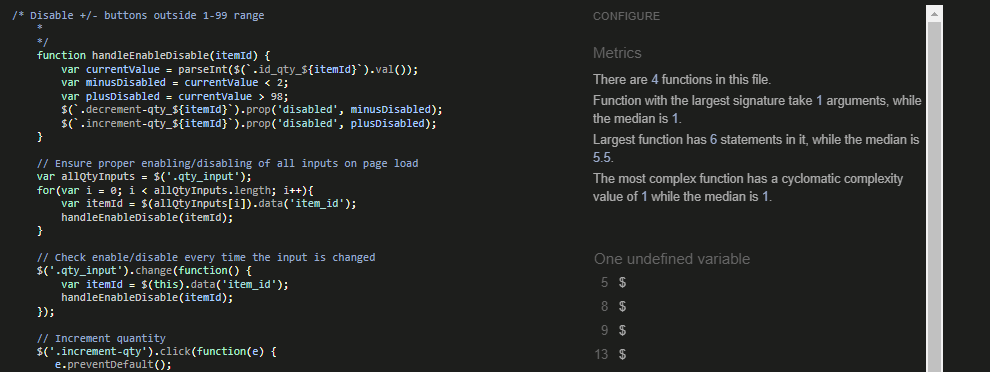 /* Disable +/- buttons outside 1-99 range
*
*/
function handleEnableDisable(itemId) {
var currentValue = parseInt($(`.id_qty_${itemId}`).val());
var minusDisabled = currentValue < 2;
var plusDisabled = currentValue > 98;
$(`.decrement-qty_${itemId}`).prop('disabled', minusDisabled);
$(`.increment-qty_${itemId}`).prop('disabled', plusDisabled);
}
// Ensure proper enabling/disabling of all inputs on page load
var allQtyInputs = $('.qty_input');
for(var i = 0; i < allQtyInputs.length; i++){
var itemId = $(allQtyInputs[i]).data('item_id');
handleEnableDisable(itemId);
}
// Check enable/disable every time the input is changed
$('.qty_input').change(function() {
var itemId = $(this).data('item_id');
handleEnableDisable(itemId);
});
// Increment quantity
$('.increment-qty').click(function(e) {
e.preventDefault();
CONFIGURE
Metrics
There are 4 functions in this file.
Function with the largest signature take 1 arguments, while
the median is 1.
Largest function has 6 statements in it, while the median is
5.5.
The most complex function has a cyclomatic complexity
value of 1 while the median is 1.
One undefined variable
5 $
8 $
9 $
13 $